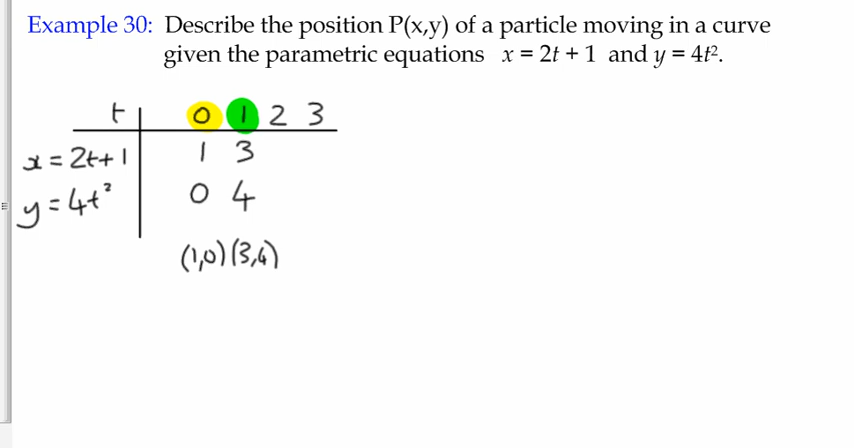 Example 30: Describe the position P(x,y) of a particle moving in a curve
given the parametric equations x = 2t + 1 and y = 4t².
t 0 1 2 3
x = 2t+1 1 3
y = 4t² 0 4
(1,0) (3,4)